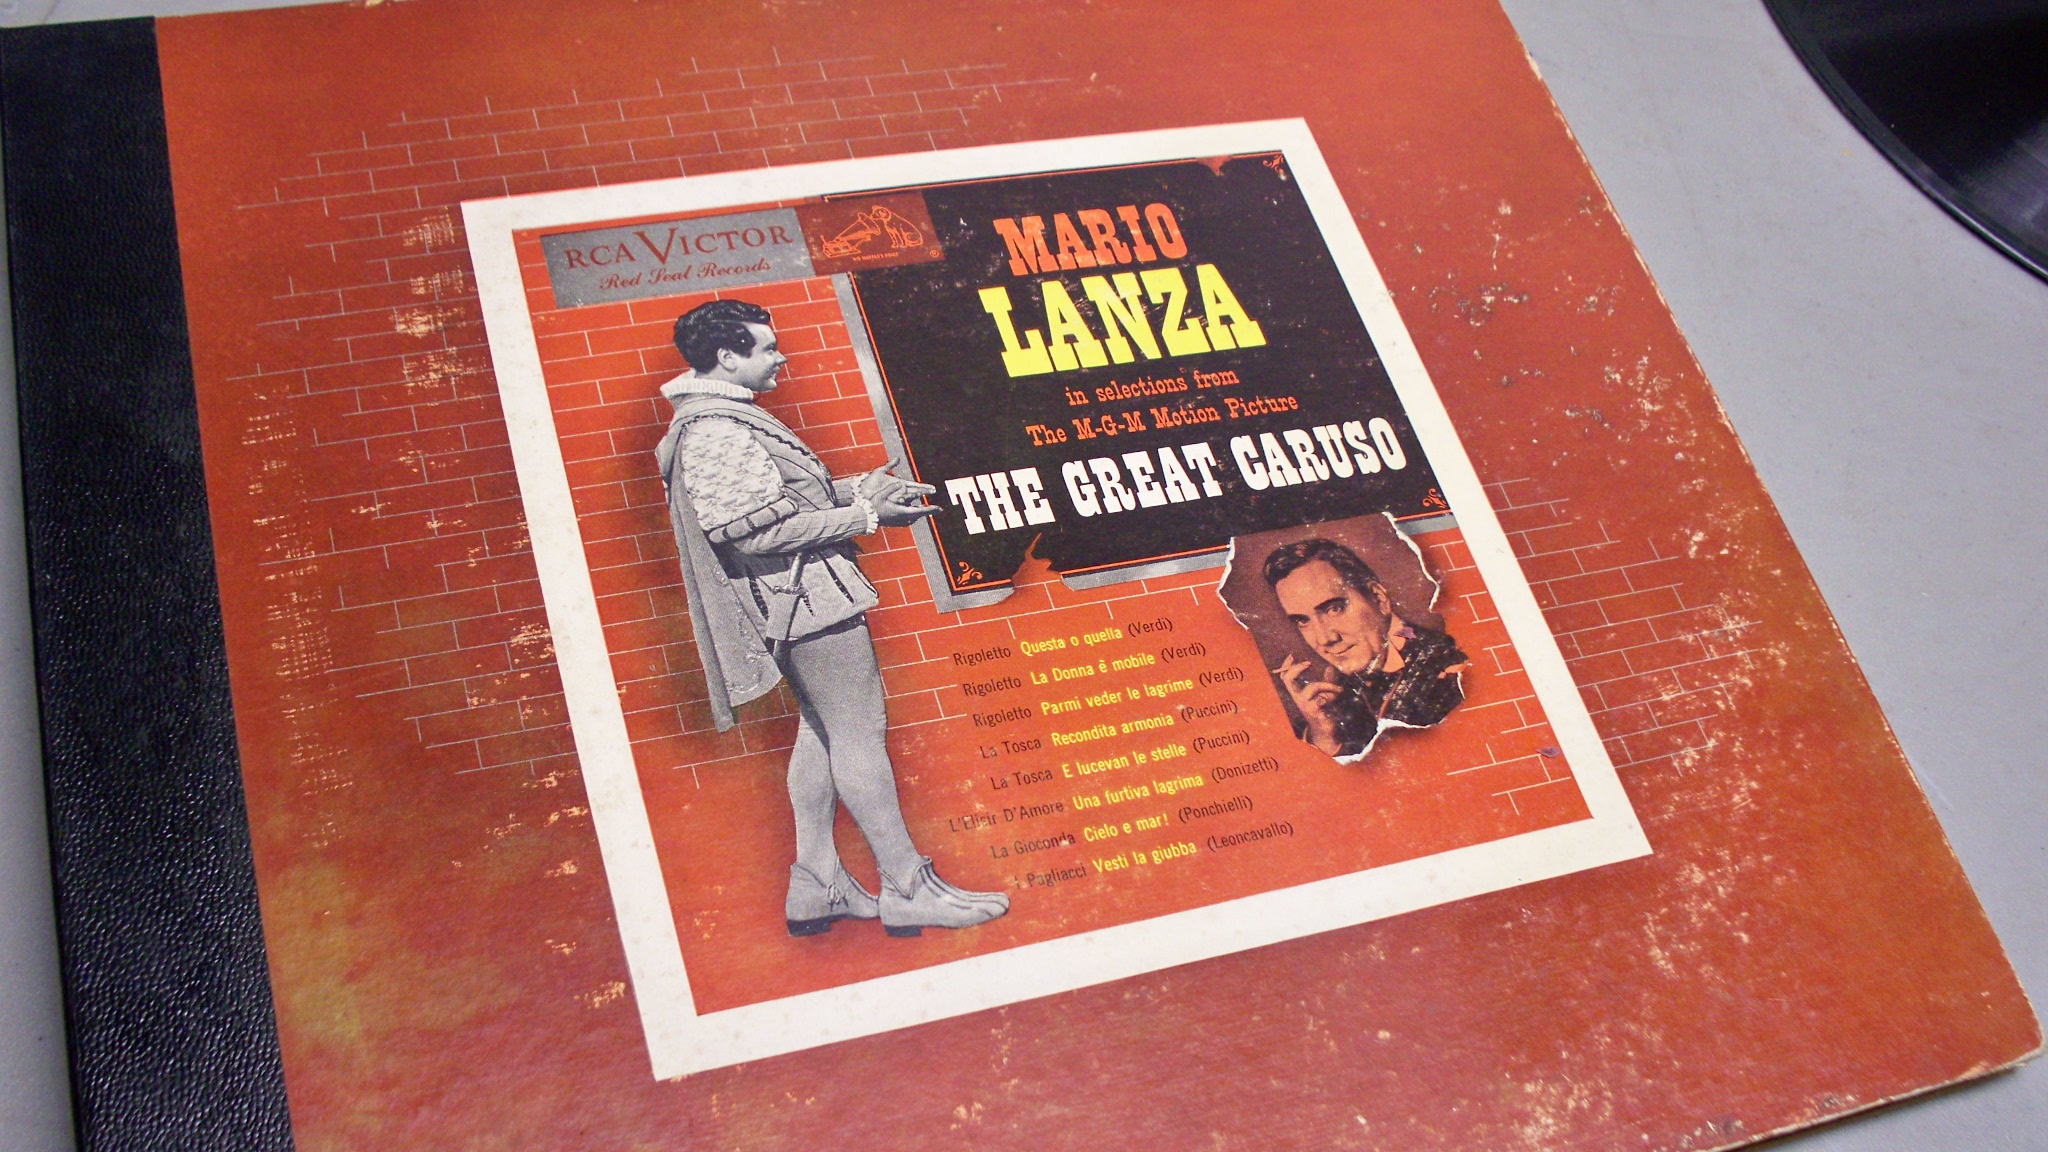 RCA VICTOR
Red Seal Records
"HIS MASTER'S VOICE"
®
MARIO
LANZA
in selections from
The M-G-M Motion Picture
THE GREAT CARUSO
Rigoletto Questa o quella (Verdi)
Rigoletto La Donna è mobile (Verdi)
Rigoletto Parmi veder le lagrime (Verdi)
La Tosca Recondita armonia (Puccini)
La Tosca E lucevan le stelle (Puccini)
L'Elisir D'Amore Una furtiva lagrima (Donizetti)
La Gioconda Cielo e mar! (Ponchielli)
I Pagliacci Vesti la giubba (Leoncavallo)